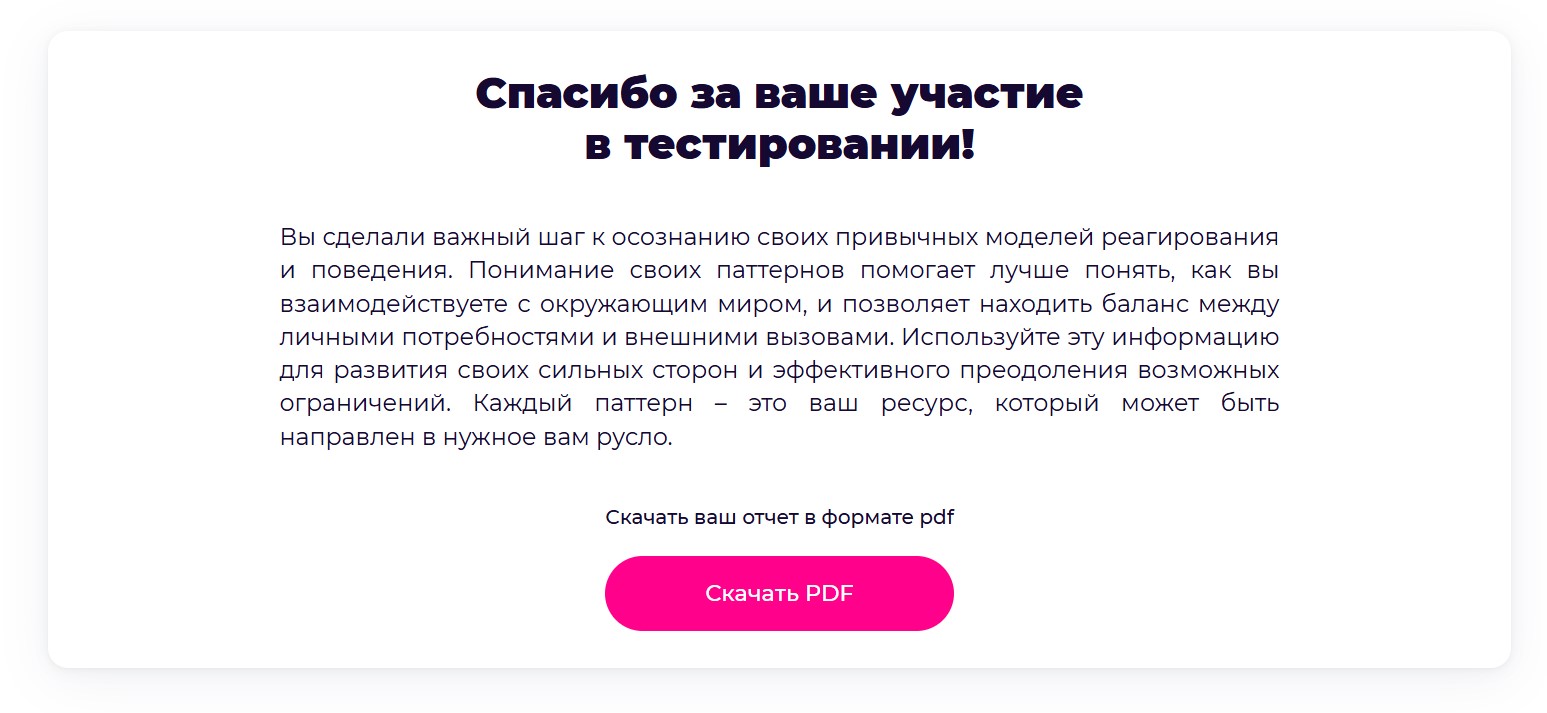 Спасибо за ваше участие
в тестировании!
Вы сделали важный шаг к осознанию своих привычных моделей реагирования
и поведения. Понимание своих паттернов помогает лучше понять, как вы
взаимодействуете с окружающим миром, и позволяет находить баланс между
личными потребностями и внешними вызовами. Используйте эту информацию
для развития своих сильных сторон и эффективного преодоления возможных
ограничений. Каждый паттерн – это ваш ресурс, который может быть
направлен в нужное вам русло.
Скачать ваш отчет в формате pdf
Скачать PDF